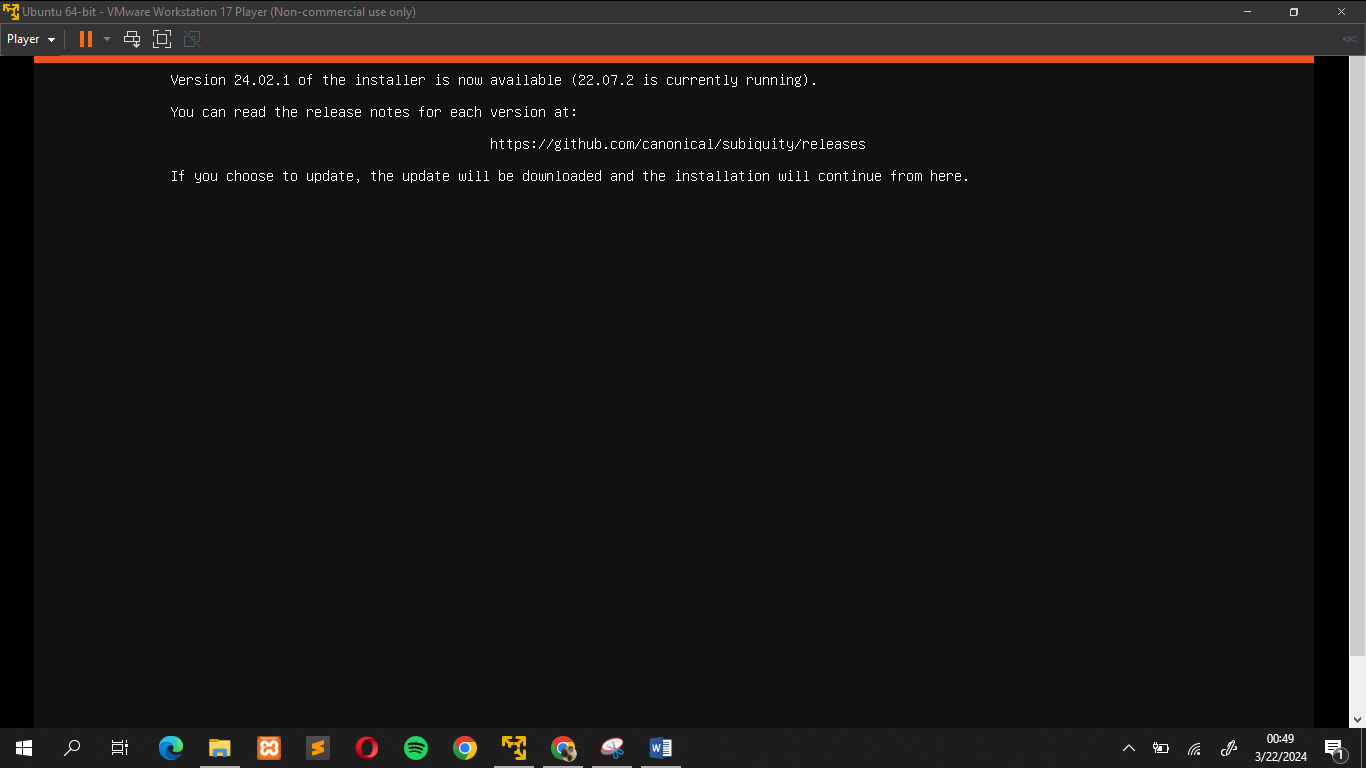 Ubuntu 64-bit - VMware Workstation 17 Player (Non-commercial use only)
Player
Version 24.02.1 of the installer is now available (22.07.2 is currently running).
You can read the release notes for each version at:
https://github.com/canonical/subiquity/releases
If you choose to update, the update will be downloaded and the installation will continue from here.
00:49
3/22/2024
1